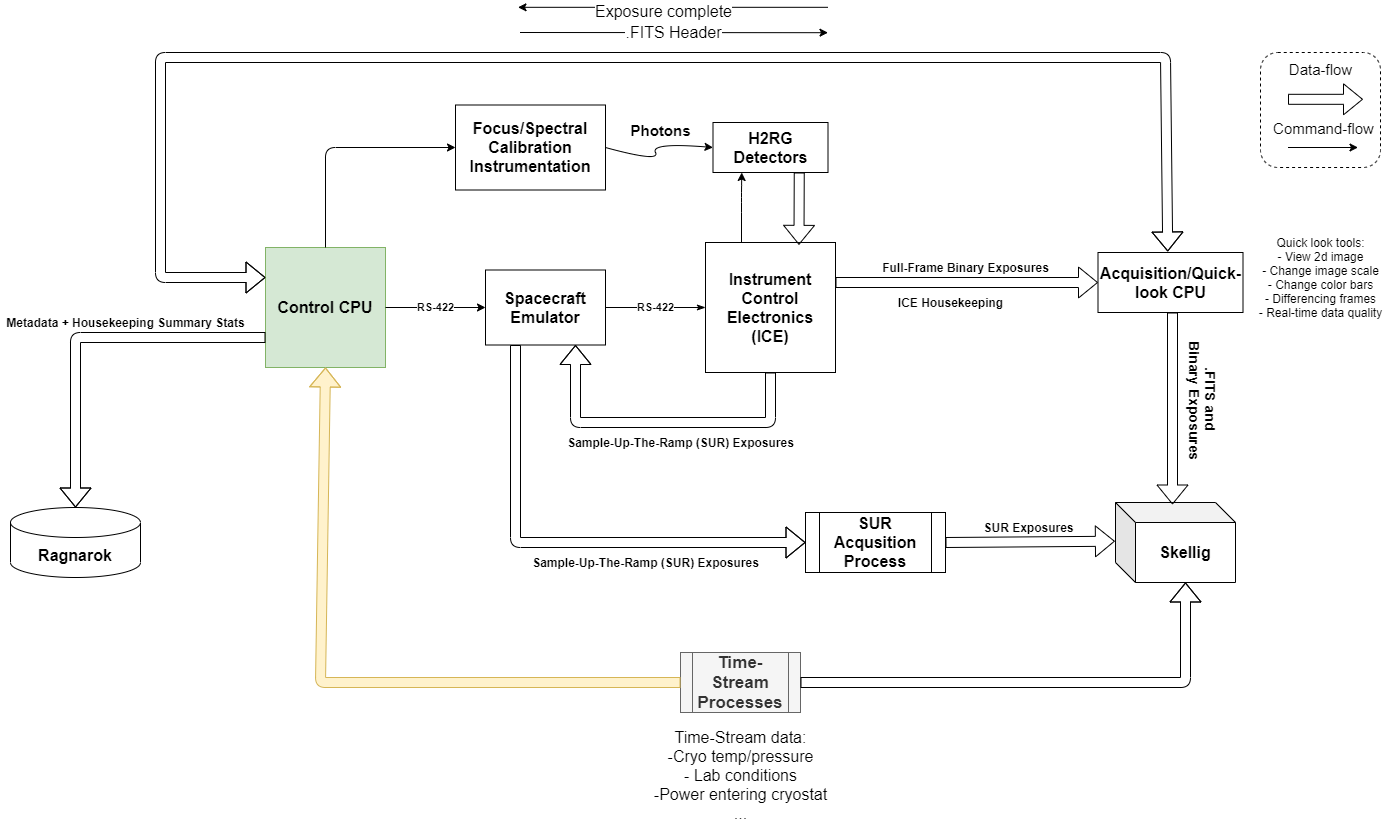 Exposure complete
.FITS Header
Data-flow
Command-flow
Focus/Spectral
Calibration
Instrumentation
Photons
H2RG
Detectors
Control CPU
RS-422
Spacecraft
Emulator
RS-422
Instrument
Control
Electronics
(ICE)
Full-Frame Binary Exposures
ICE Housekeeping
Acquisition/Quick-
look CPU
Quick look tools:
- View 2d image
- Change image scale
- Change color bars
- Differencing frames
- Real-time data quality
Metadata + Housekeeping Summary Stats
Sample-Up-The-Ramp (SUR) Exposures
.FITS and
Binary Exposures
Ragnarok
Sample-Up-The-Ramp (SUR) Exposures
SUR
Acqusition
Process
SUR Exposures
Skellig
Time-
Stream
Processes
Time-Stream data:
-Cryo temp/pressure
- Lab conditions
-Power entering cryostat
...